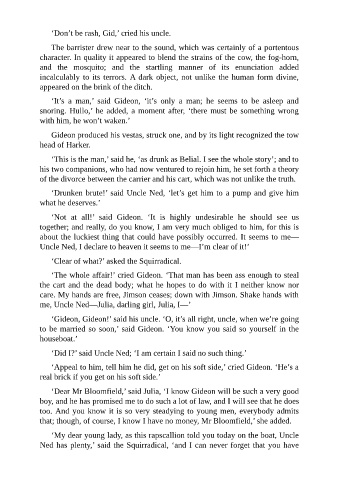 ‘Don’t be rash, Gid,’ cried his uncle.
The barrister drew near to the sound, which was certainly of a portentous
character. In quality it appeared to blend the strains of the cow, the fog-horn,
and the mosquito; and the startling manner of its enunciation added
incalculably to its terrors. A dark object, not unlike the human form divine,
appeared on the brink of the ditch.
‘It’s a man,’ said Gideon, ‘it’s only a man; he seems to be asleep and
snoring. Hullo,’ he added, a moment after, ‘there must be something wrong
with him, he won’t waken.’
Gideon produced his vestas, struck one, and by its light recognized the tow
head of Harker.
‘This is the man,’ said he, ‘as drunk as Belial. I see the whole story’; and to
his two companions, who had now ventured to rejoin him, he set forth a theory
of the divorce between the carrier and his cart, which was not unlike the truth.
‘Drunken brute!’ said Uncle Ned, ‘let’s get him to a pump and give him
what he deserves.’
‘Not at all!’ said Gideon. ‘It is highly undesirable he should see us
together; and really, do you know, I am very much obliged to him, for this is
about the luckiest thing that could have possibly occurred. It seems to me—
Uncle Ned, I declare to heaven it seems to me—I’m clear of it!’
‘Clear of what?’ asked the Squirradical.
‘The whole affair!’ cried Gideon. ‘That man has been ass enough to steal
the cart and the dead body; what he hopes to do with it I neither know nor
care. My hands are free, Jimson ceases; down with Jimson. Shake hands with
me, Uncle Ned—Julia, darling girl, Julia, I—’
‘Gideon, Gideon!’ said his uncle. ‘O, it’s all right, uncle, when we’re going
to be married so soon,’ said Gideon. ‘You know you said so yourself in the
houseboat.’
‘Did I?’ said Uncle Ned; ‘I am certain I said no such thing.’
‘Appeal to him, tell him he did, get on his soft side,’ cried Gideon. ‘He’s a
real brick if you get on his soft side.’
‘Dear Mr Bloomfield,’ said Julia, ‘I know Gideon will be such a very good
boy, and he has promised me to do such a lot of law, and I will see that he does
too. And you know it is so very steadying to young men, everybody admits
that; though, of course, I know I have no money, Mr Bloomfield,’ she added.
‘My dear young lady, as this rapscallion told you today on the boat, Uncle
Ned has plenty,’ said the Squirradical, ‘and I can never forget that you have